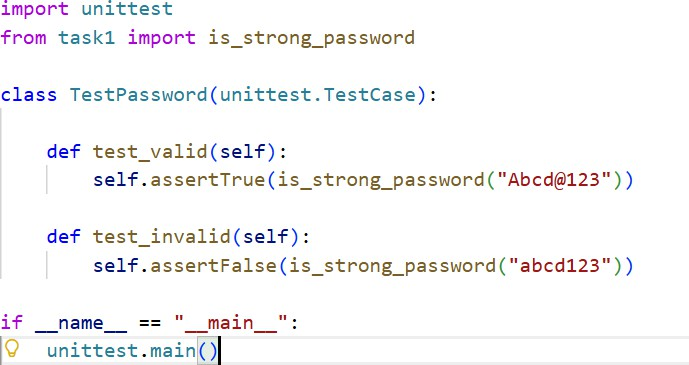 import unittest
from task1 import is_strong_password
class TestPassword(unittest.TestCase):
def test_valid(self):
self.assertTrue(is_strong_password("Abcd@123"))
def test_invalid(self):
self.assertFalse(is_strong_password("abcd123"))
if __name__ == "__main__":
unittest.main()